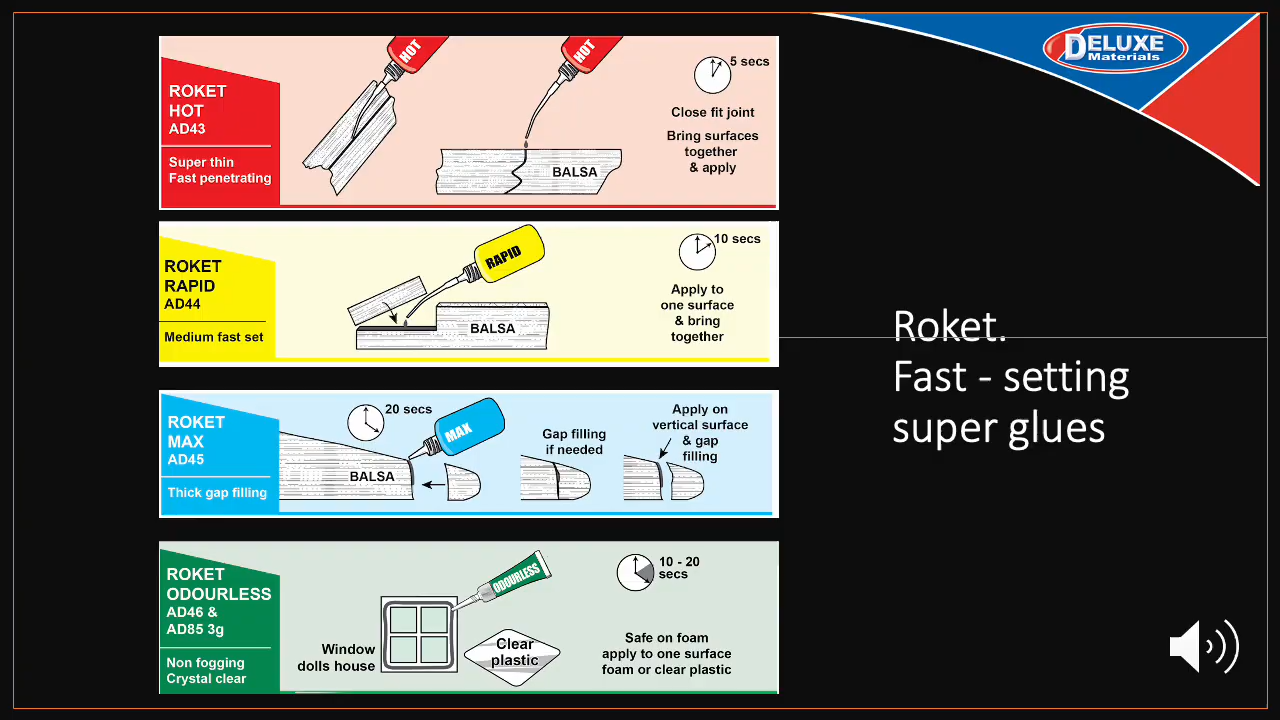 DELUXE
Materials
HOT
HOT
5 secs
ROKET
HOT
AD43
Super thin
Fast penetrating
BALSA
Close fit joint
Bring surfaces
together
& apply
RAPID
10 secs
ROKET
RAPID
AD44
Medium fast set
BALSA
Apply to
one surface
& bring
together
ROKET
MAX
AD45
Thick gap filling
20 secs
MAX
BALSA
Gap filling
if needed
Apply on
vertical surface
& gap
filling
ROKET
ODOURLESS
AD46 &
AD85 3g
Non fogging
Crystal clear
ODOURLESS
Window
dolls house
Clear
plastic
10 - 20
secs
Safe on foam
apply to one surface
foam or clear plastic
Roket.
Fast - setting
super glues